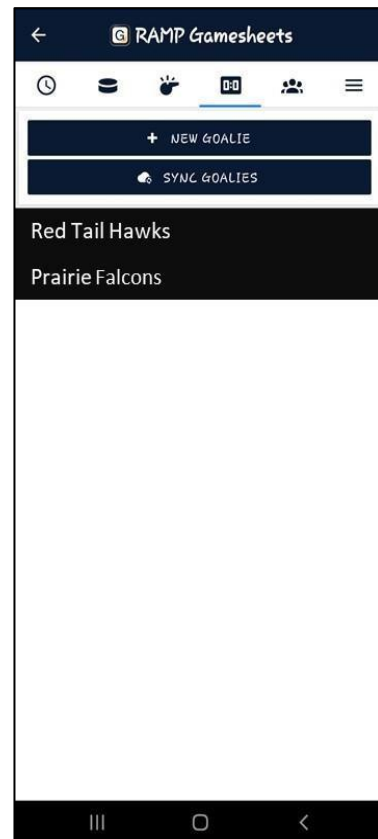 G RAMP Gamesheets
0:0
+ NEW GOALIE
SYNC GOALIES
Red Tail Hawks
Prairie Falcons